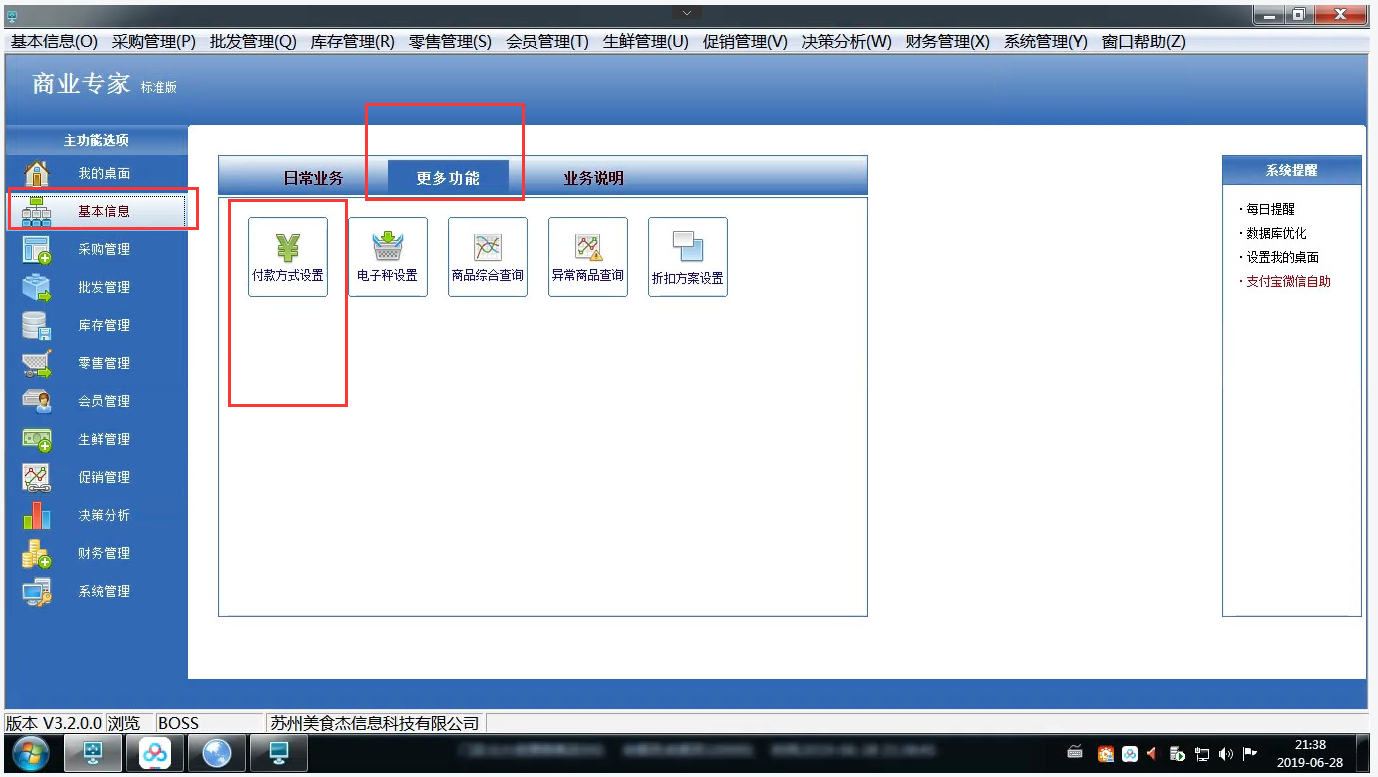 基本信息(O) 采购管理(P) 批发管理(Q) 库存管理(R) 零售管理(S) 会员管理(T) 生鲜管理(U) 促销管理(V) 决策分析(W) 财务管理(X) 系统管理(Y) 窗口帮助(Z)
商业专家 标准版
主功能选项
我的桌面
基本信息
采购管理
批发管理
库存管理
零售管理
会员管理
生鲜管理
促销管理
决策分析
财务管理
系统管理
日常业务 更多功能 业务说明
付款方式设置 电子秤设置 商品综合查询 异常商品查询 折扣方案设置
系统提醒
·每日提醒
·数据库优化
·设置我的桌面
·支付宝微信自助
版本 V3.2.0.0 浏览 BOSS 苏州美食杰信息科技有限公司
21:38
2019-06-28